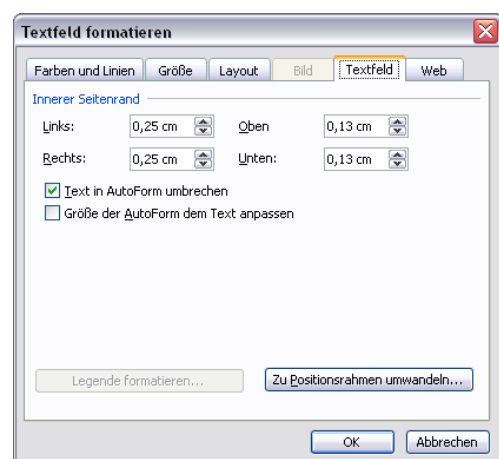 Textfeld formatieren
Farben und Linien Größe Layout Bild Textfeld Web
Innerer Seitenrand
Links: 0,25 cm Oben 0,13 cm
Rechts: 0,25 cm Unten: 0,13 cm
Text in AutoForm umbrechen
Größe der AutoForm dem Text anpassen
Legende formatieren... Zu Positionsrahmen umwandeln...
OK Abbrechen